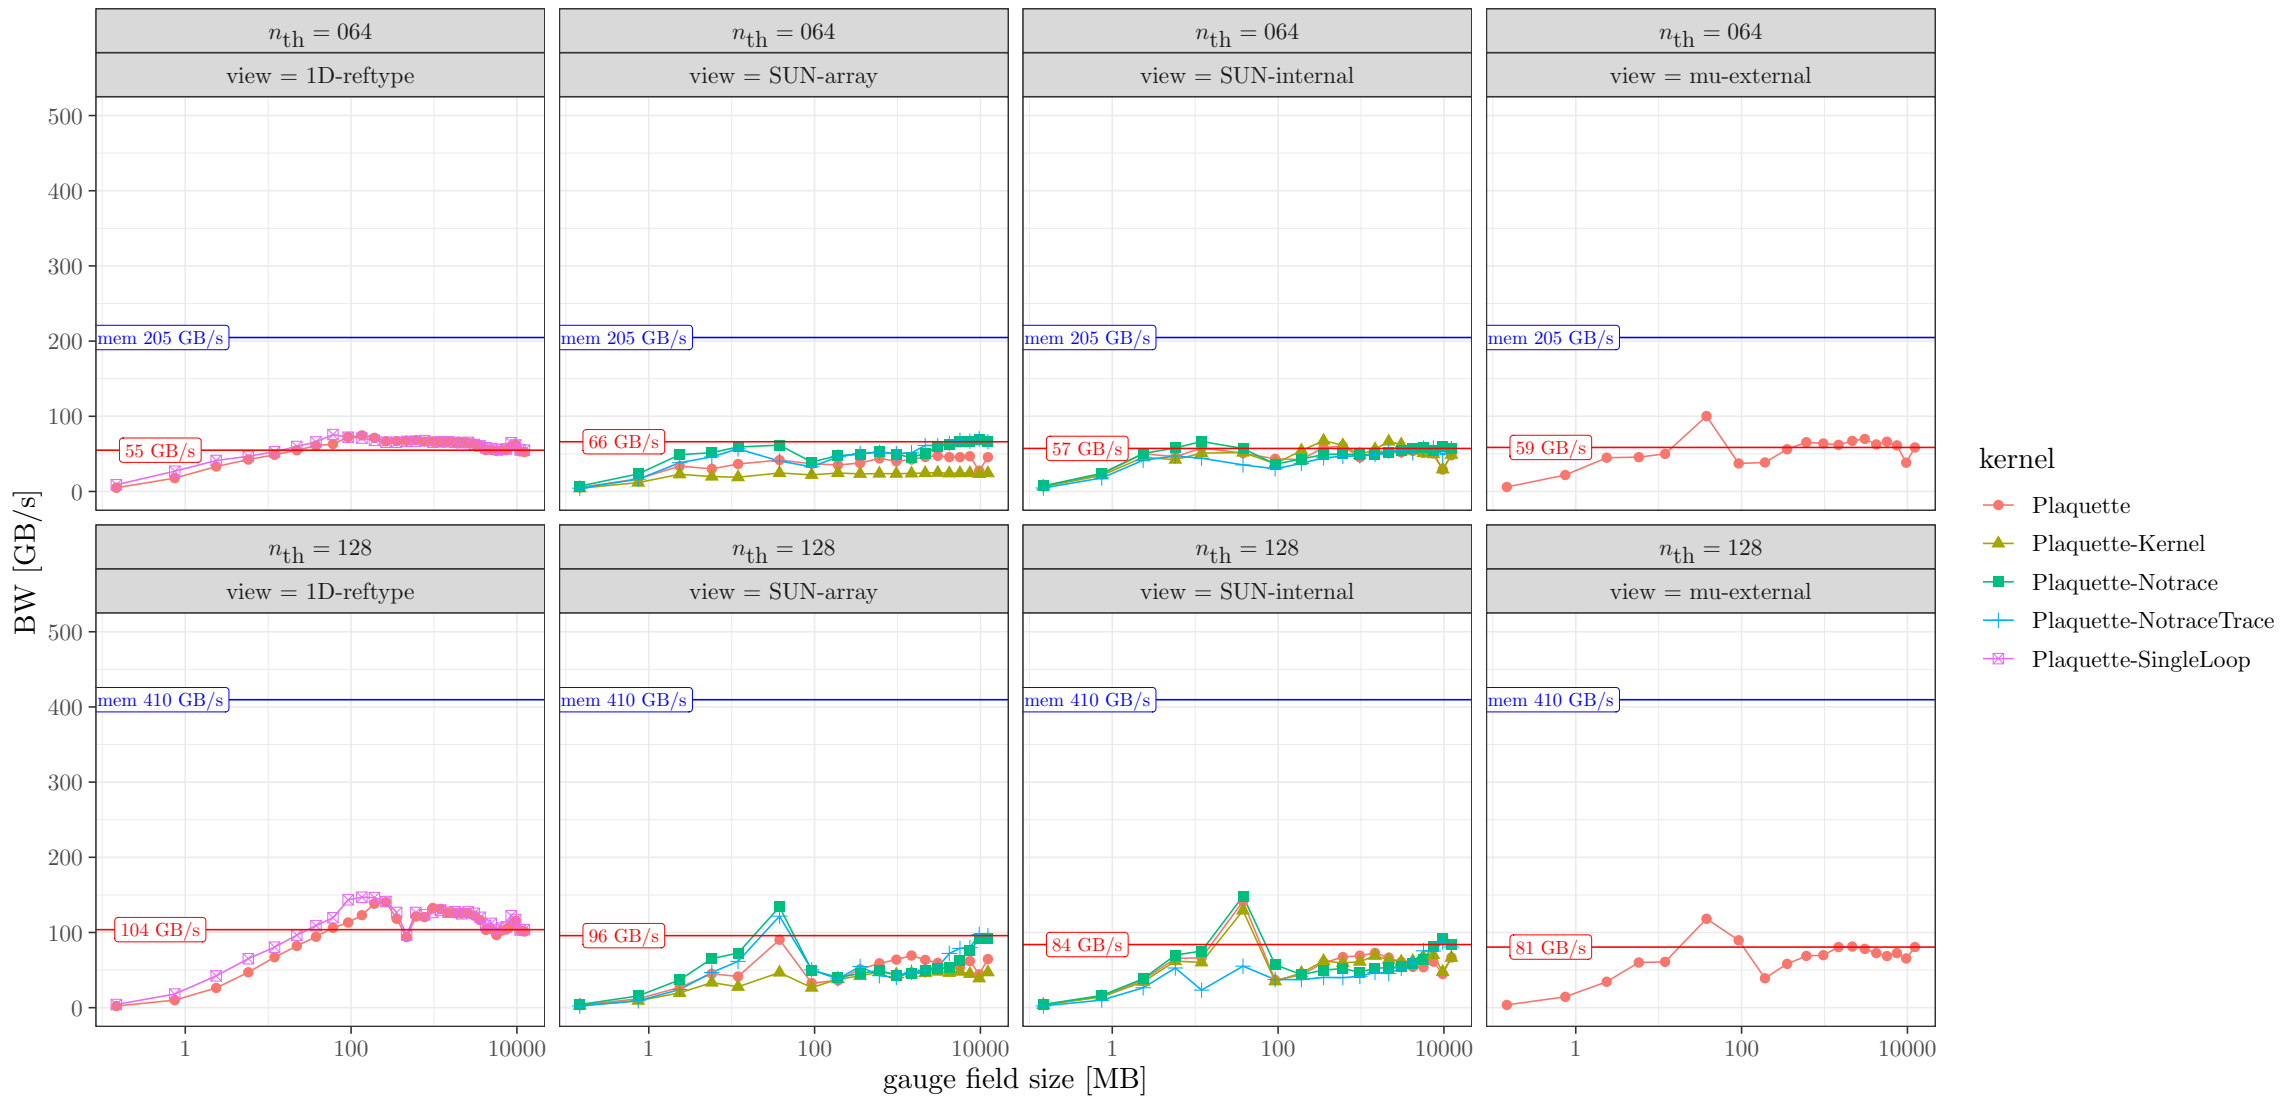 n_th = 064
view = 1D-reftype
n_th = 064
view = SUN-array
n_th = 064
view = SUN-internal
n_th = 064
view = mu-external
500
400
300
200
100
0
mem 205 GB/s
55 GB/s
mem 205 GB/s
66 GB/s
mem 205 GB/s
57 GB/s
mem 205 GB/s
59 GB/s
n_th = 128
view = 1D-reftype
n_th = 128
view = SUN-array
n_th = 128
view = SUN-internal
n_th = 128
view = mu-external
500
400
300
200
100
0
mem 410 GB/s
104 GB/s
mem 410 GB/s
96 GB/s
mem 410 GB/s
84 GB/s
mem 410 GB/s
81 GB/s
1 100 10000
1 100 10000
1 100 10000
1 100 10000
gauge field size [MB]
BW [GB/s]
kernel
Plaquette
Plaquette-Kernel
Plaquette-Notrace
Plaquette-NotraceTrace
Plaquette-SingleLoop